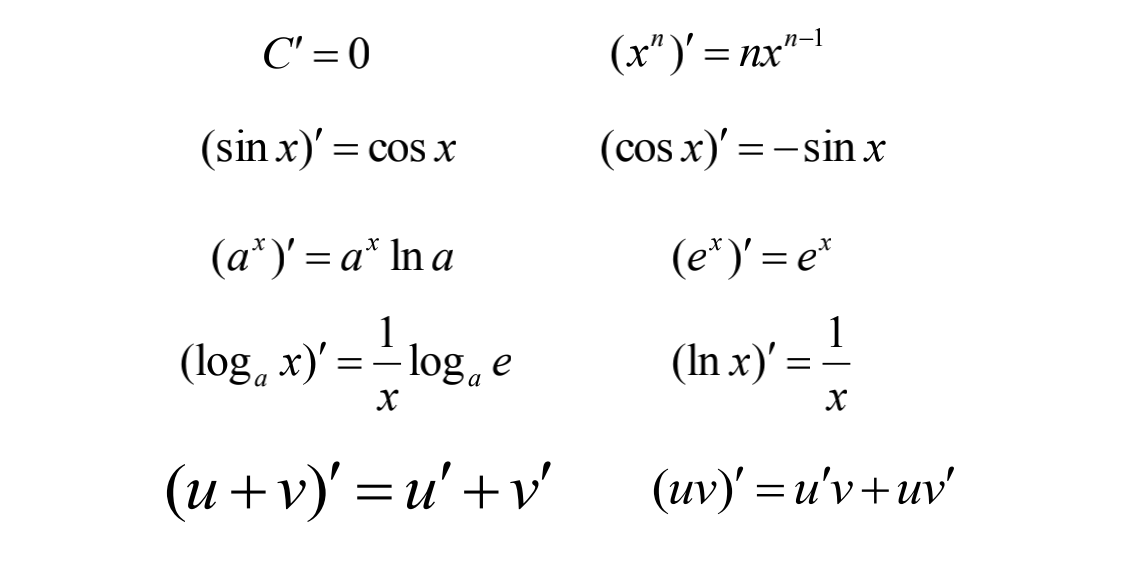 C′ = 0 (xⁿ)′ = nxⁿ⁻¹
(sin x)′ = cos x (cos x)′ = −sin x
(aˣ)′ = aˣ ln a (eˣ)′ = eˣ
(logₐ x)′ = 1/x logₐ e (ln x)′ = 1/x
(u + v)′ = u′ + v′ (uv)′ = u′v + uv′